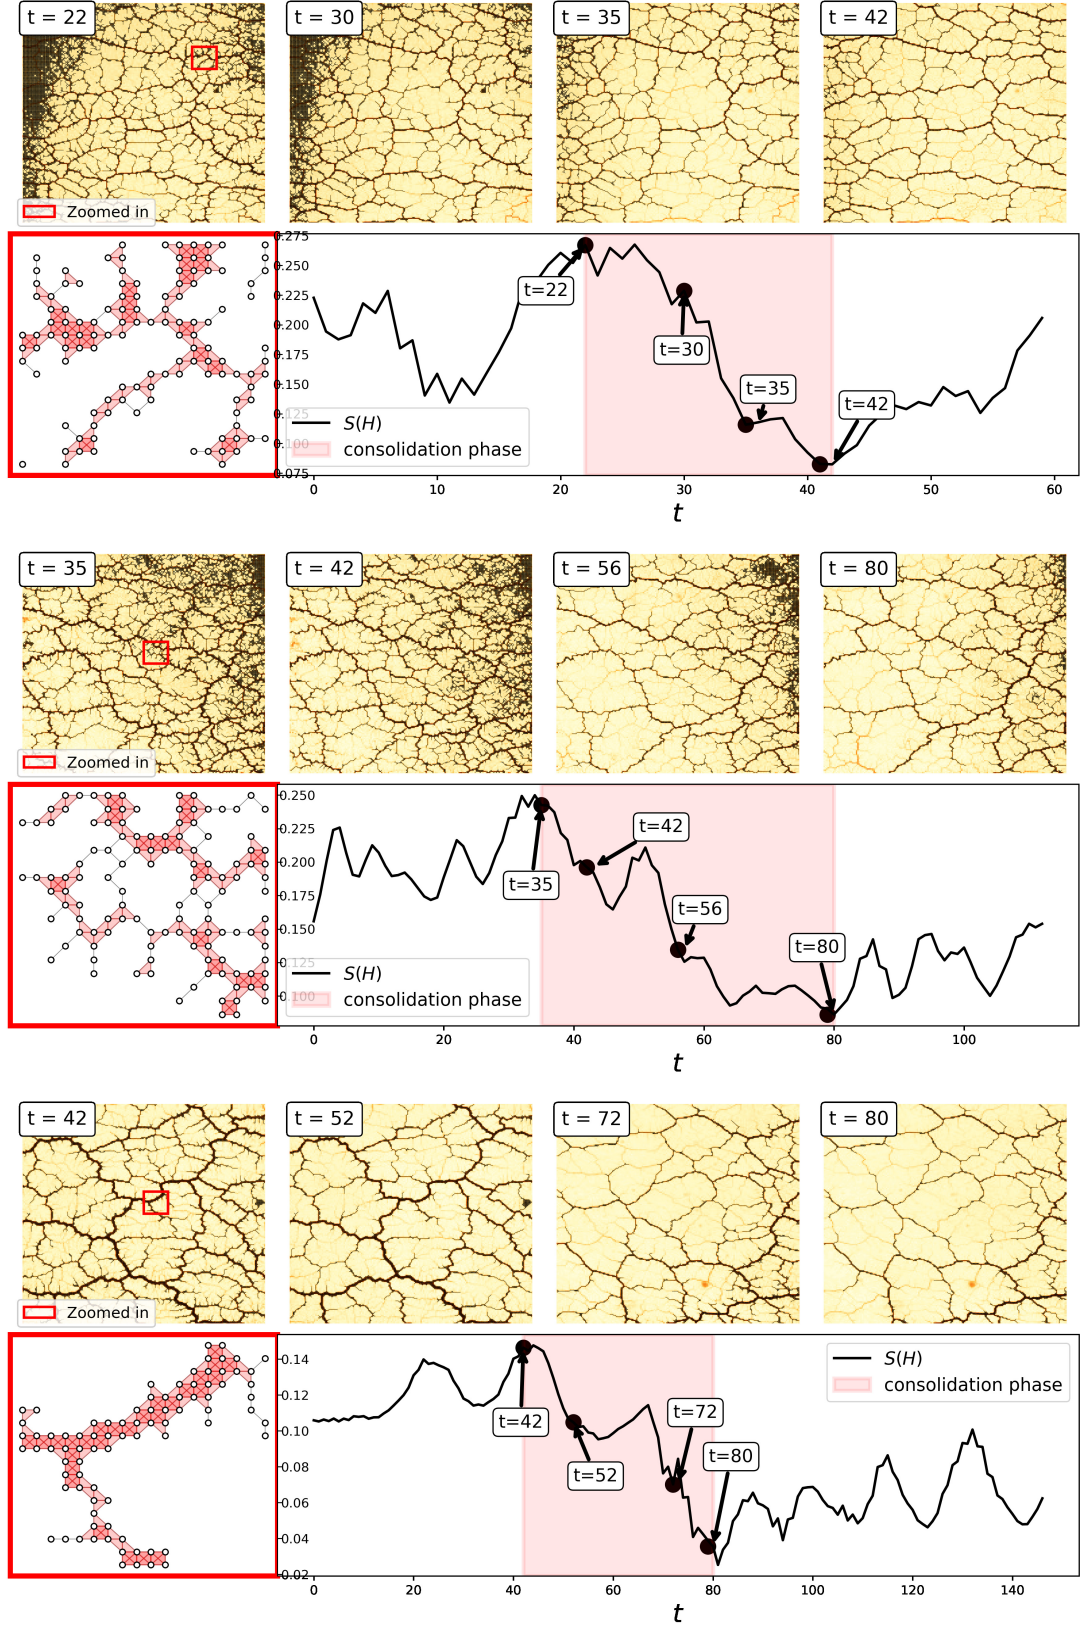 t = 22
t = 30
t = 35
t = 42
Zoomed in
0.275
0.250
0.225
0.200
0.175
0.150
0.125
0.100
0.075
t=22
t=30
t=35
t=42
S(H)
consolidation phase
0 10 20 30 40 50 60
t
t = 35
t = 42
t = 56
t = 80
Zoomed in
0.250
0.225
0.200
0.175
0.150
0.125
0.100
t=35
t=42
t=56
t=80
S(H)
consolidation phase
0 20 40 60 80 100
t
t = 42
t = 52
t = 72
t = 80
Zoomed in
0.14
0.12
0.10
0.08
0.06
0.04
0.02
t=42
t=52
t=72
t=80
S(H)
consolidation phase
0 20 40 60 80 100 120 140
t